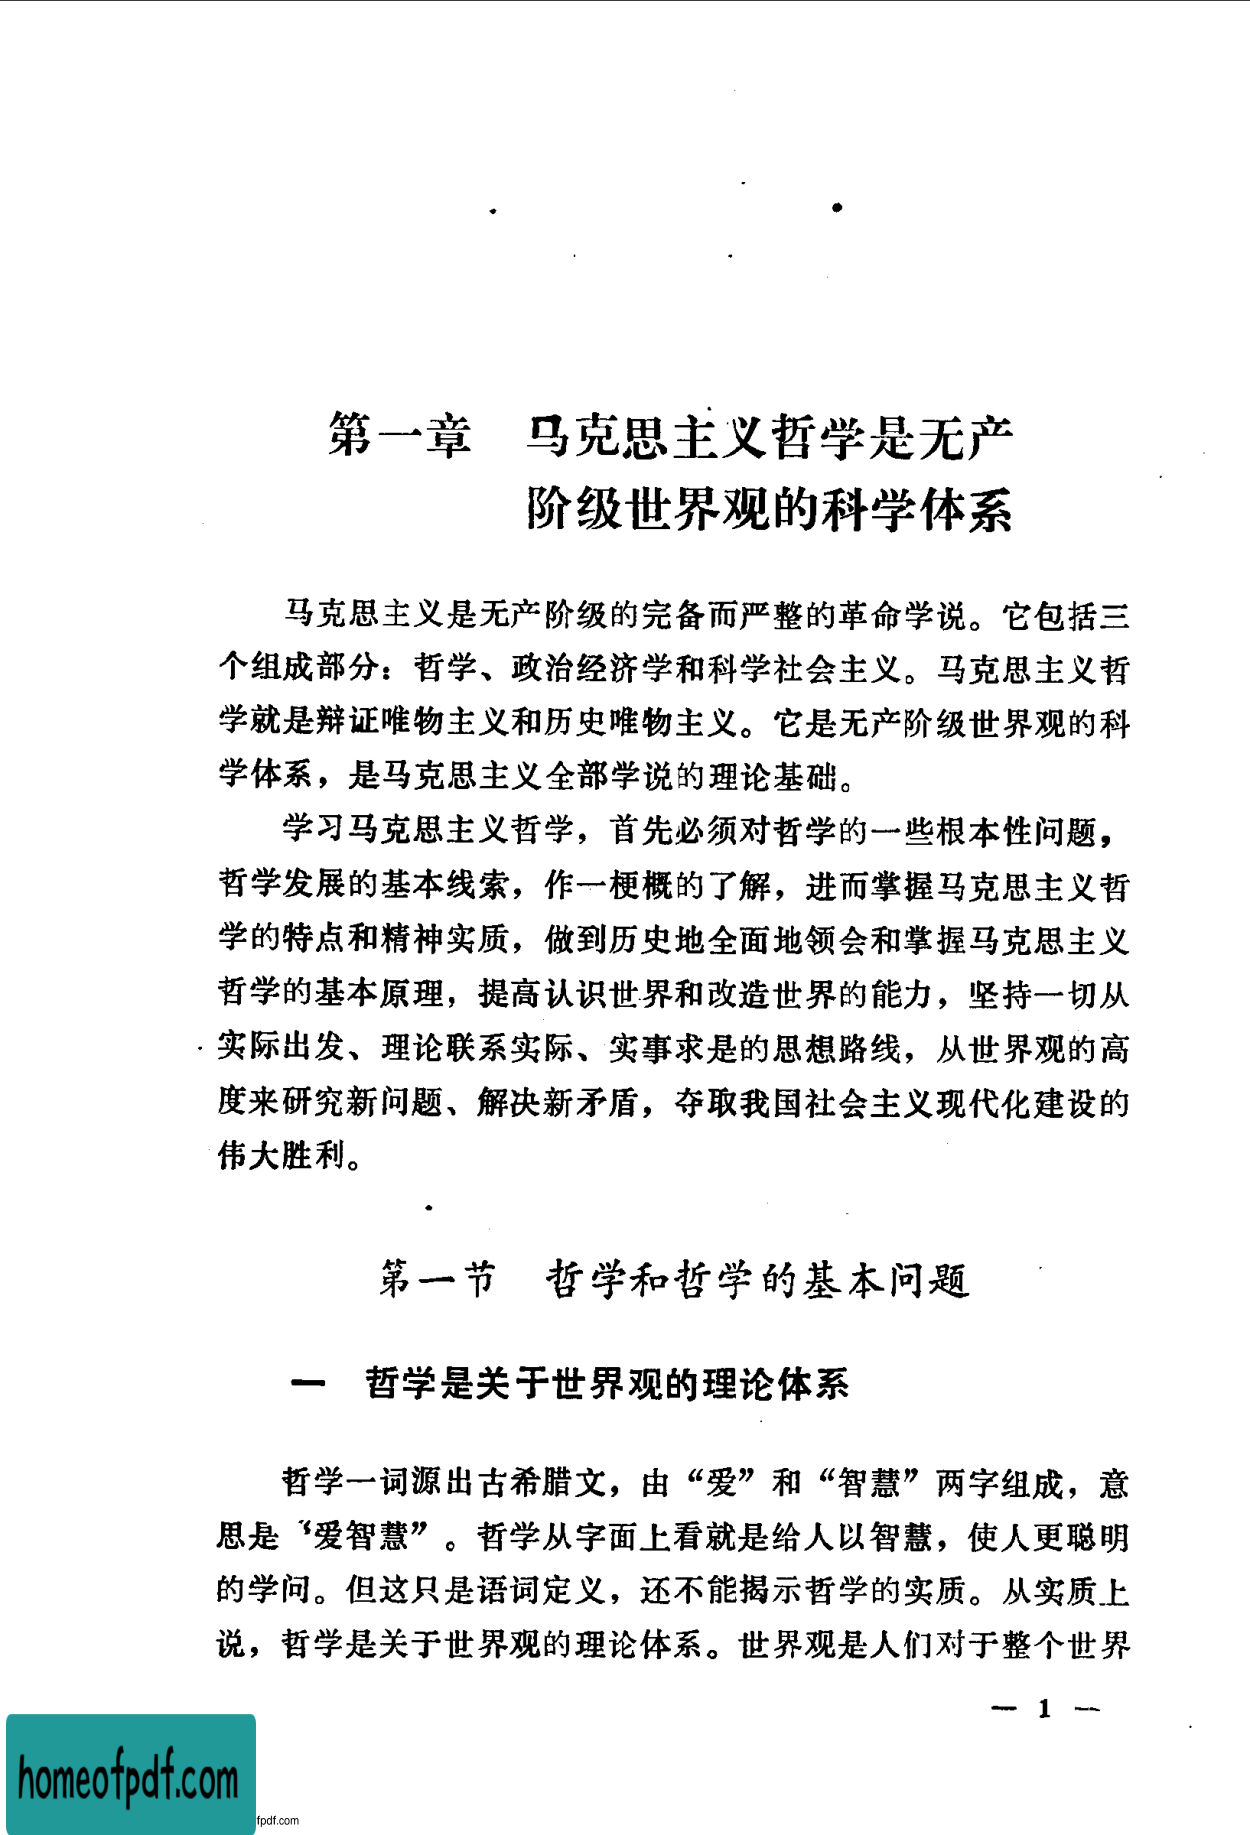 第一章　马克思主义哲学是无产
阶级世界观的科学体系
马克思主义是无产阶级的完备而严整的革命学说。它包括三
个组成部分：哲学、政治经济学和科学社会主义。马克思主义哲
学就是辩证唯物主义和历史唯物主义。它是无产阶级世界观的科
学体系，是马克思主义全部学说的理论基础。
学习马克思主义哲学，首先必须对哲学的一些根本性问题，
哲学发展的基本线索，作一梗概的了解，进而掌握马克思主义哲
学的特点和精神实质，做到历史地全面地领会和掌握马克思主义
哲学的基本原理，提高认识世界和改造世界的能力，坚持一切从
实际出发、理论联系实际、实事求是的思想路线，从世界观的高
度来研究新问题、解决新矛盾，夺取我国社会主义现代化建设的
伟大胜利。
第一节　哲学和哲学的基本问题
一　哲学是关于世界观的理论体系
哲学一词源出古希腊文，由“爱”和“智慧”两字组成，意
思是“爱智慧”。哲学从字面上看就是给人以智慧，使人更聪明
的学问。但这只是语词定义，还不能揭示哲学的实质。从实质上
说，哲学是关于世界观的理论体系。世界观是人们对于整个世界
— 1 —
homeofpdf.com
fpdf.com